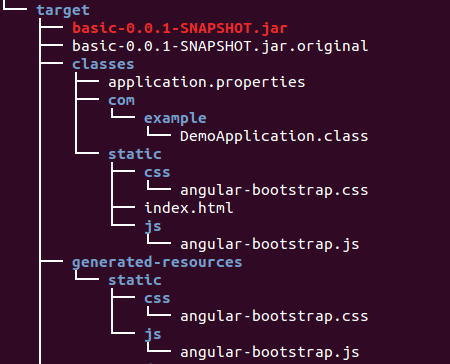 target
basic-0.0.1-SNAPSHOT.jar
basic-0.0.1-SNAPSHOT.jar.original
classes
application.properties
com
example
DemoApplication.class
static
css
angular-bootstrap.css
index.html
js
angular-bootstrap.js
generated-resources
static
css
angular-bootstrap.css
js
angular-bootstrap.js